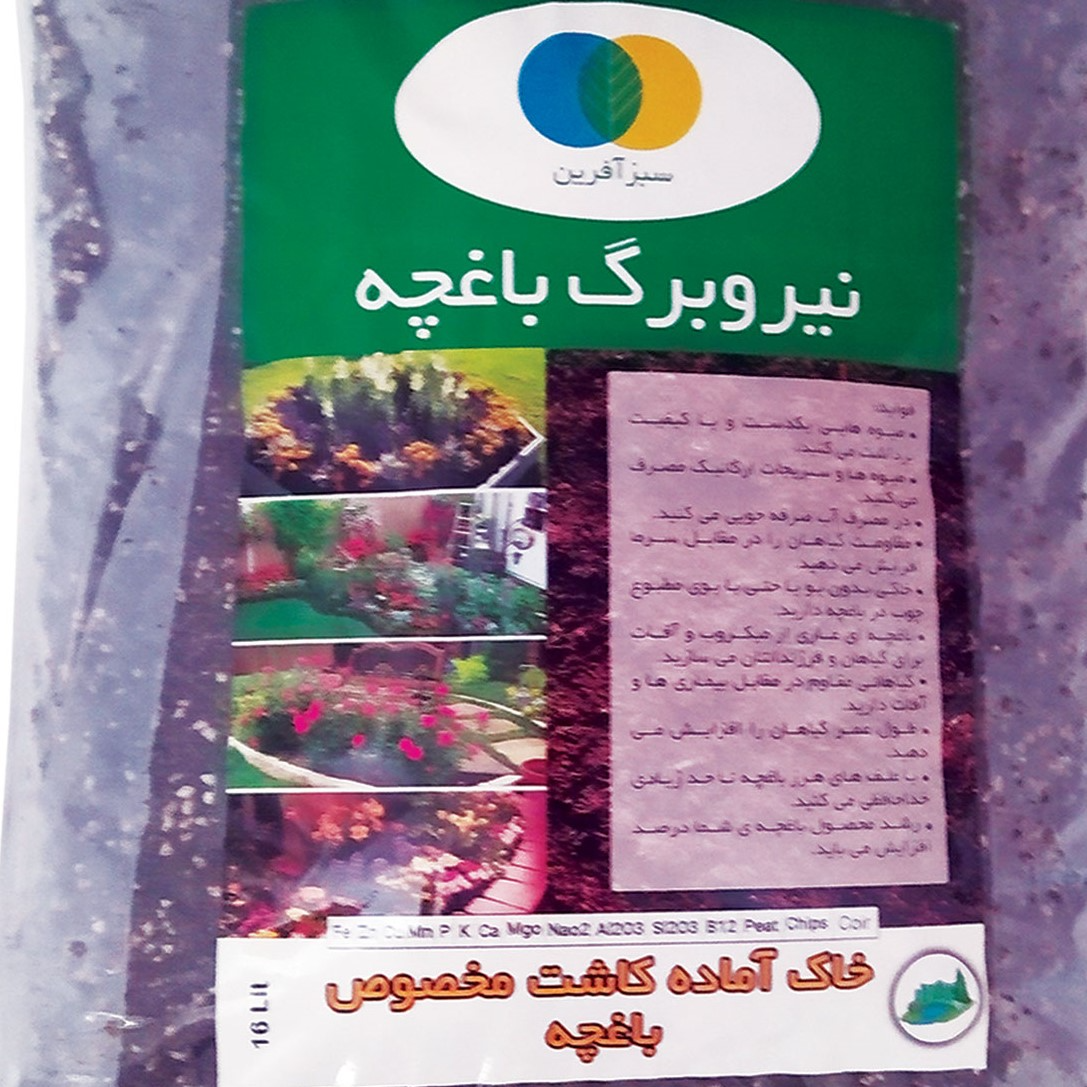 سبزآفرین
نیروبرگ باغچه
فواید:
• میوه هایی یکدست و با کیفیت
برداشت می کنید.
• میوه ها و سبزیجات ارگانیک مصرف
می کنید.
• در مصرف آب صرفه جویی می کنید.
• مقاومت گیاهان را در مقابل سرما
افزایش می دهید.
• خاکی بدون بو یا حتی با بوی مطبوع
چوب در باغچه دارید.
• باغچه ای عاری از میکروب و آفات
برای گیاهان و فرزندانتان می سازید.
• گیاهانی مقاوم در مقابل بیماری ها و
آفات دارید.
• طول عمر گیاهان را افزایش می
دهید.
• با علف های هرز باغچه تا حد زیادی
خداحافظی می کنید.
• رشد محصول باغچه ی شما درصد
افزایش می یابد.
Fe Zn Cu Mn P K Ca Mgo Nao2 Al2O3 Si2O3 B12 Peat Chips Coir
خاک آماده کاشت مخصوص
باغچه
16 Lit